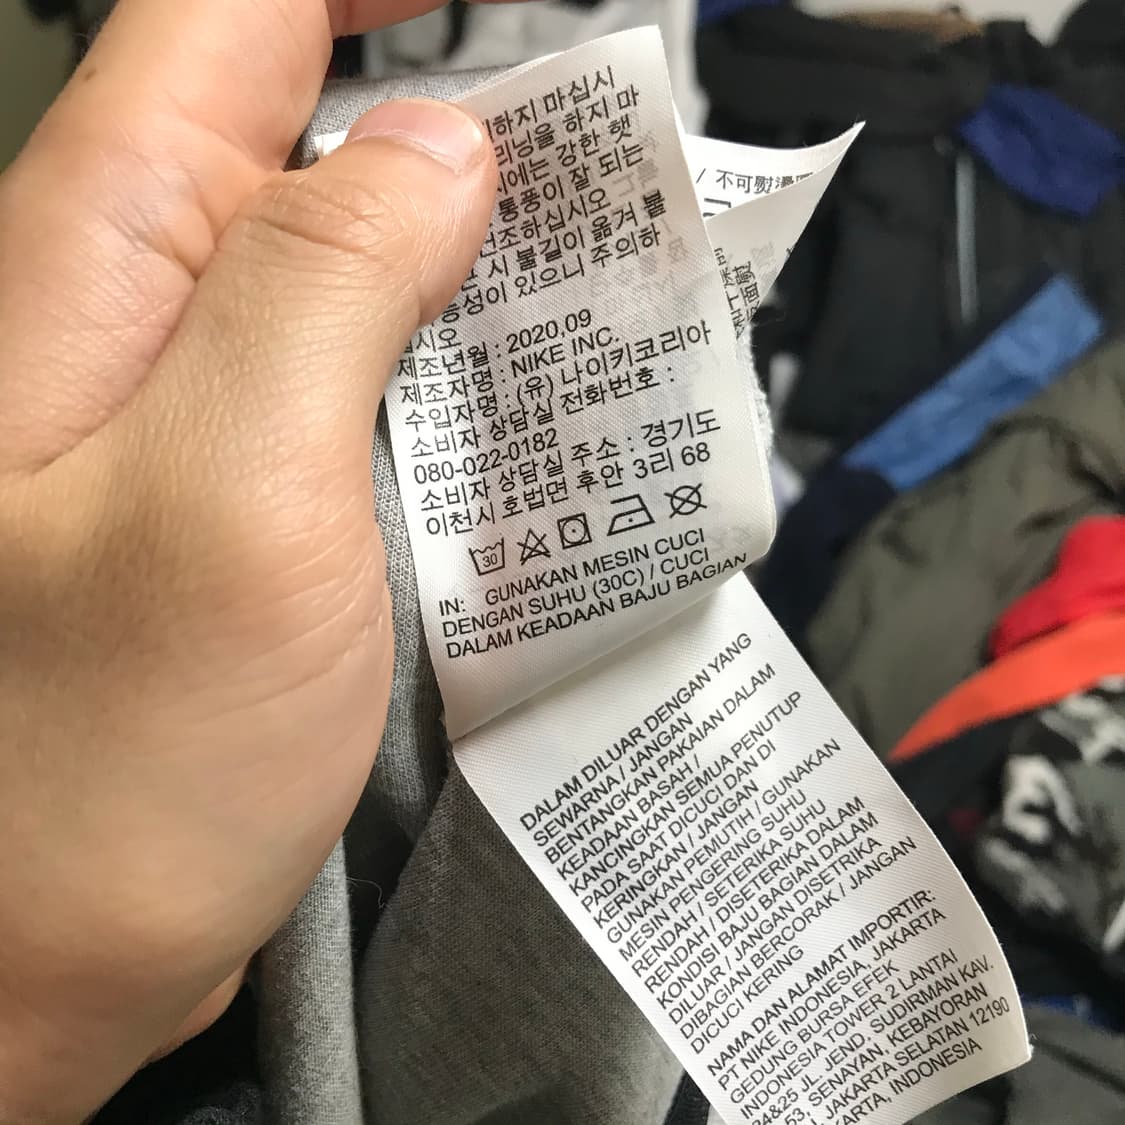 하지 마십시
리닝을 하지 마
에는 강한 햇
통풍이 잘 되는
건조하십시오
시 불길이 옮겨 붙
능성이 있으니 주의하
십시오
제조년월 : 2020,09
제조자명 : NIKE INC.
수입자명 : (유) 나이키코리아
소비자 상담실 전화번호 :
080-022-0182
소비자 상담실 주소 : 경기도
이천시 호법면 후안 3리 68
30
IN: GUNAKAN MESIN CUCI
DENGAN SUHU (30C) / CUCI
DALAM KEADAAN BAJU BAGIAN
DALAM DILUAR DENGAN YANG
SEWARNA / JANGAN
BENTANGKAN PAKAIAN DALAM
KEADAAN BASAH /
KANCINGKAN SEMUA PENUTUP
PADA SAAT DICUCI DAN DI
KERINGKAN / JANGAN
GUNAKAN PEMUTIH / GUNAKAN
MESIN PENGERING SUHU
RENDAH / SETERIKA SUHU
RENDAH / DISETERIKA DALAM
KONDISI BAJU BAGIAN DALAM
DILUAR / JANGAN DISETRIKA
DIBAGIAN BERCORAK / JANGAN
DICUCI KERING
NAMA DAN ALAMAT IMPORTIR:
PT NIKE INDONESIA, JAKARTA
GEDUNG BURSA EFEK
INDONESIA TOWER 2 LANTAI
24&25 JL. JEND. SUDIRMAN KAV.
53, SENAYAN, KEBAYORAN
JAKARTA SELATAN 12190
KARTA, INDONESIA
/ 不可熨燙